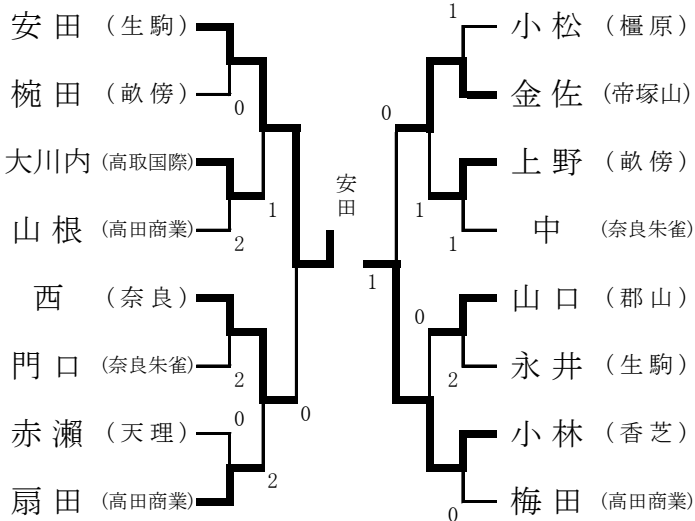 安田 （生駒）
椀田 （畝傍）
0
大川内 (高取国際)
山根 (高田商業)
2
1
西 （奈良）
門口 (奈良朱雀)
2
赤瀬 （天理）
0
扇田 (高田商業)
2
0
安田
1
小松 （橿原）
1
金佐 (帝塚山)
0
上野 （畝傍）
中 (奈良朱雀)
1
1
山口 （郡山）
0
永井 （生駒）
2
小林 （香芝）
梅田 (高田商業)
0